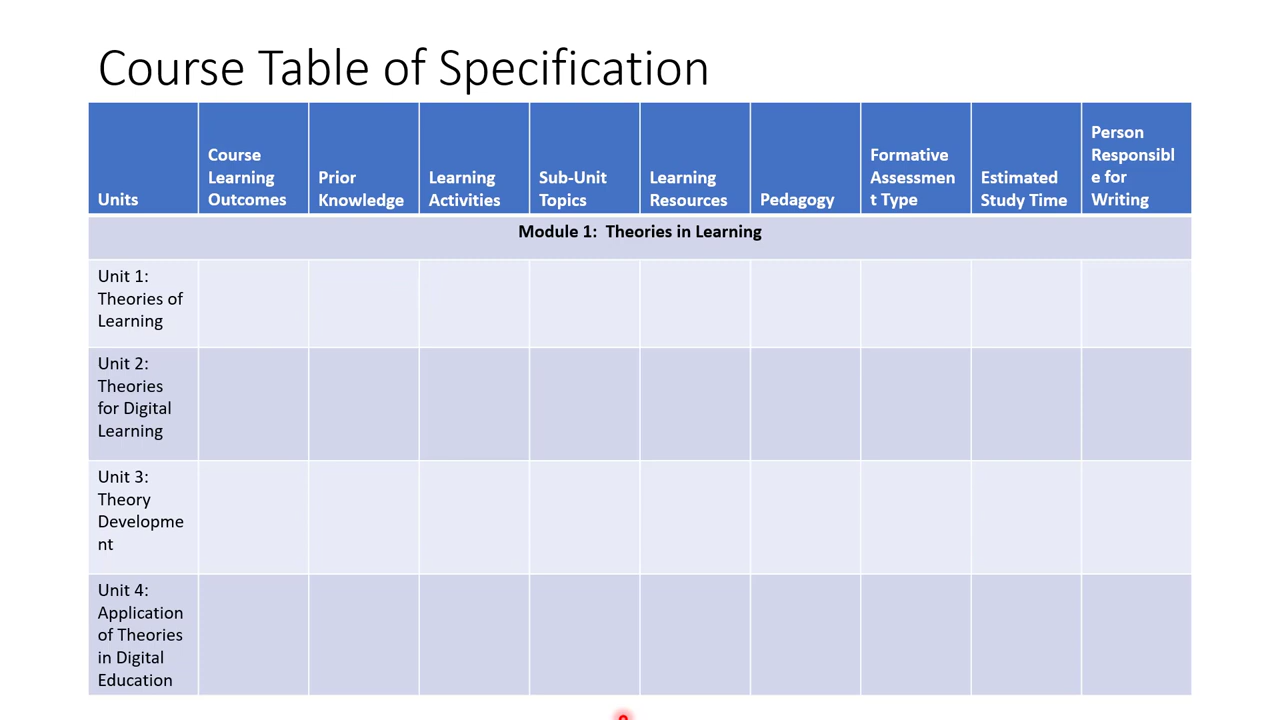 Course Table of Specification
Units
Course
Learning
Outcomes
Prior
Knowledge
Learning
Activities
Sub-Unit
Topics
Learning
Resources
Pedagogy
Formative
Assessmen
t Type
Estimated
Study Time
Person
Responsibl
e for
Writing
Module 1:  Theories in Learning
Unit 1:
Theories of
Learning
Unit 2:
Theories
for Digital
Learning
Unit 3:
Theory
Developme
nt
Unit 4:
Application
of Theories
in Digital
Education